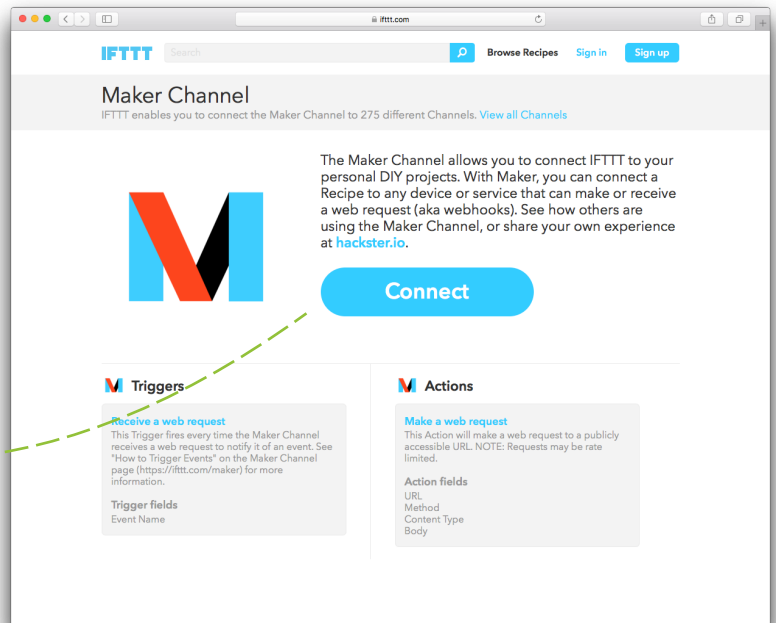 ifttt.com
IFTTT
Search
Browse Recipes
Sign in
Sign up
Maker Channel
IFTTT enables you to connect the Maker Channel to 275 different Channels. View all Channels
The Maker Channel allows you to connect IFTTT to your
personal DIY projects. With Maker, you can connect a
Recipe to any device or service that can make or receive
a web request (aka webhooks). See how others are
using the Maker Channel, or share your own experience
at hackster.io.
Connect
Triggers
Receive a web request
This Trigger fires every time the Maker Channel
receives a web request to notify it of an event. See
"How to Trigger Events" on the Maker Channel
page (https://ifttt.com/maker) for more
information.
Trigger fields
Event Name
Actions
Make a web request
This Action will make a web request to a publicly
accessible URL. NOTE: Requests may be rate
limited.
Action fields
URL
Method
Content Type
Body